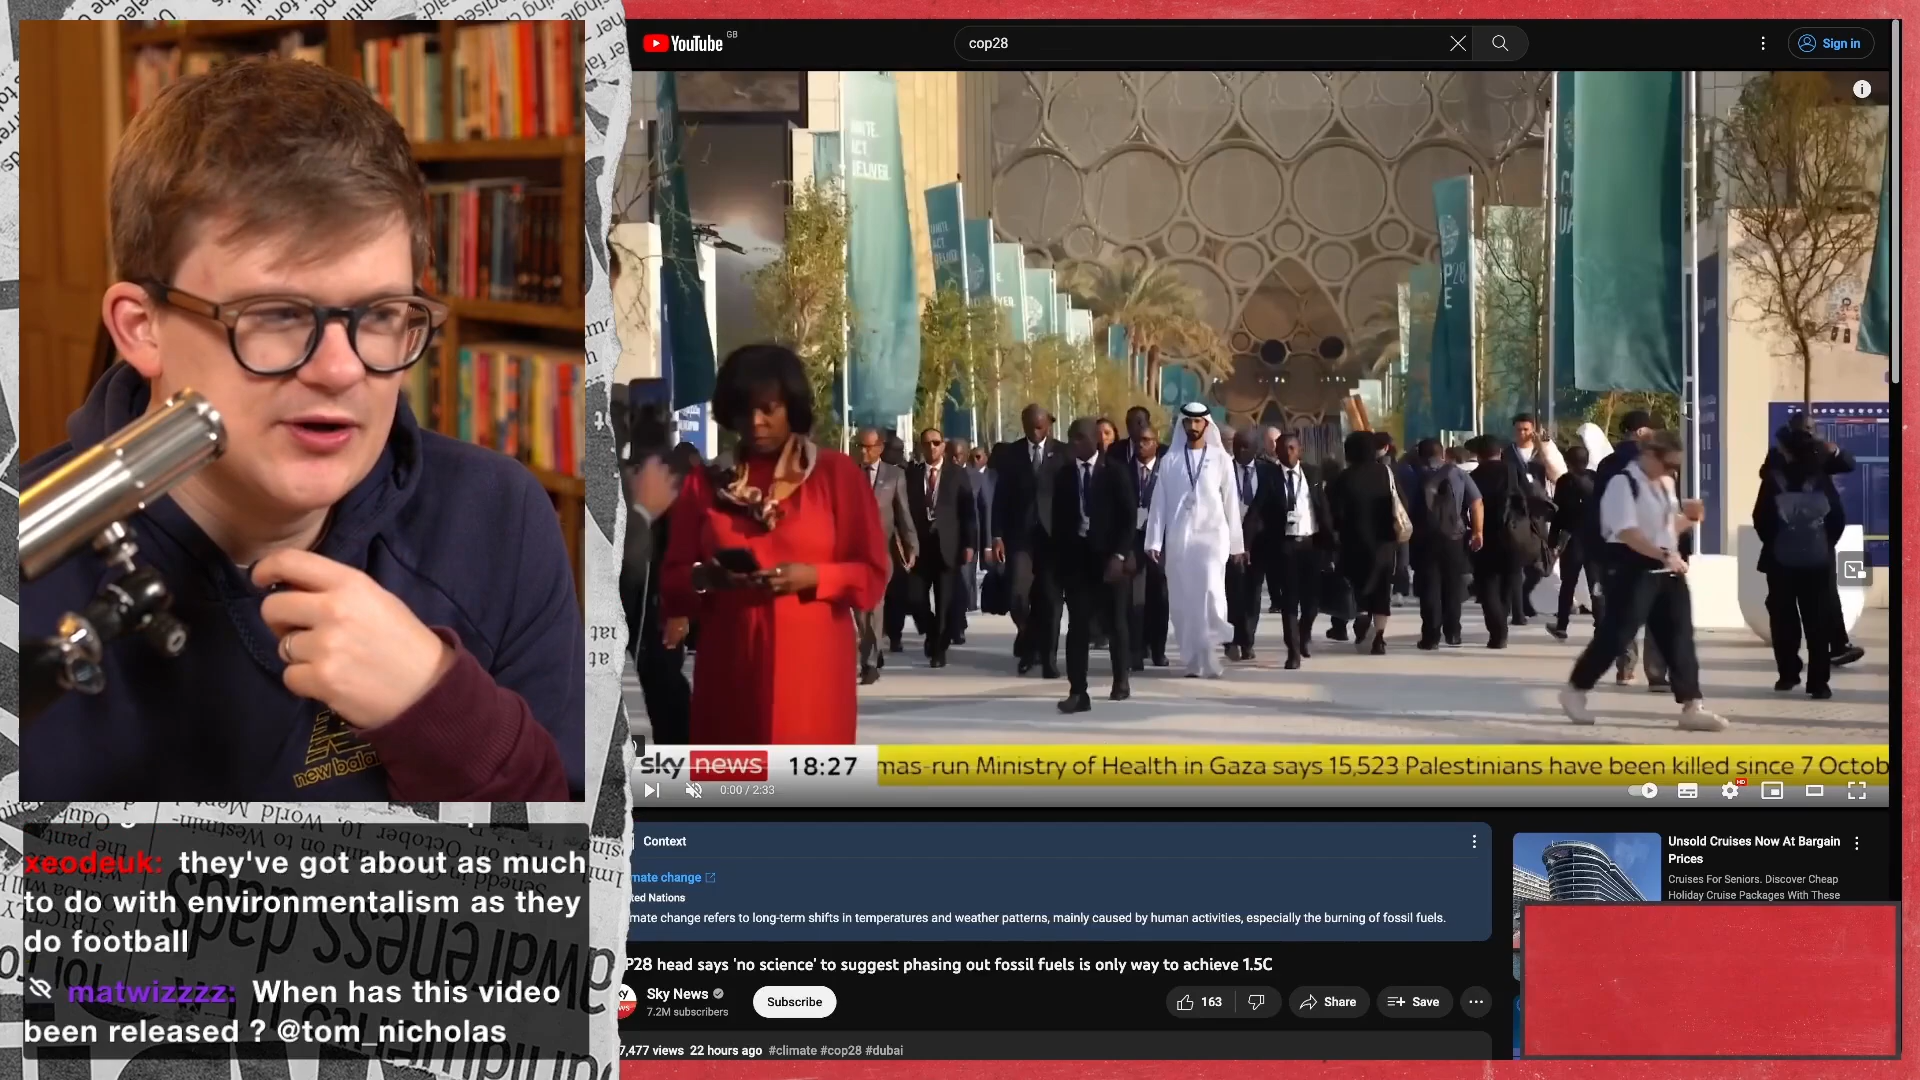 YouTube GB
cop28
Sign in
UNITE.
ACT.
DELIVER.
sky news 18:27 mas-run Ministry of Health in Gaza says 15,523 Palestinians have been killed since 7 Octob
0:00 / 2:33
HD
Context
mate change
ted Nations
mate change refers to long-term shifts in temperatures and weather patterns, mainly caused by human activities, especially the burning of fossil fuels.
P28 head says 'no science' to suggest phasing out fossil fuels is only way to achieve 1.5C
Sky News
7.2M subscribers
Subscribe
163
Share
Save
7,477 views 22 hours ago #climate #cop28 #dubai
Unsold Cruises Now At Bargain
Prices
Cruises For Seniors. Discover Cheap
Holiday Cruise Packages With These
new bala
xeodeuk: they've got about as much
to do with environmentalism as they
do football
matwizzzz: When has this video
been released ? @tom_nicholas